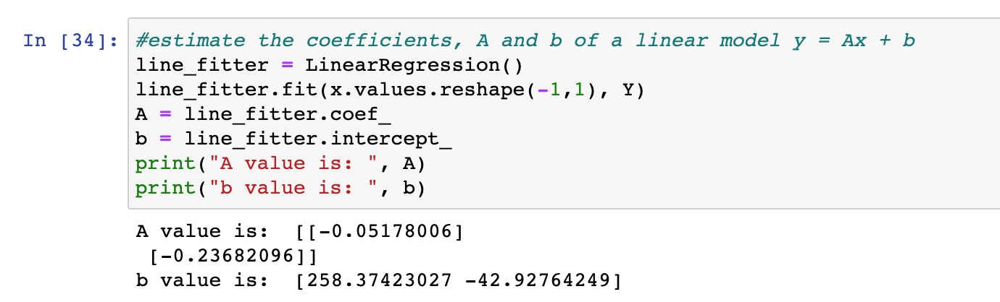 In [34]: #estimate the coefficients, A and b of a linear model y = Ax + b
line_fitter = LinearRegression()
line_fitter.fit(x.values.reshape(-1,1), Y)
A = line_fitter.coef_
b = line_fitter.intercept_
print("A value is: ", A)
print("b value is: ", b)
A value is:  [[-0.05178006]
 [-0.23682096]]
b value is:  [258.37423027 -42.92764249]